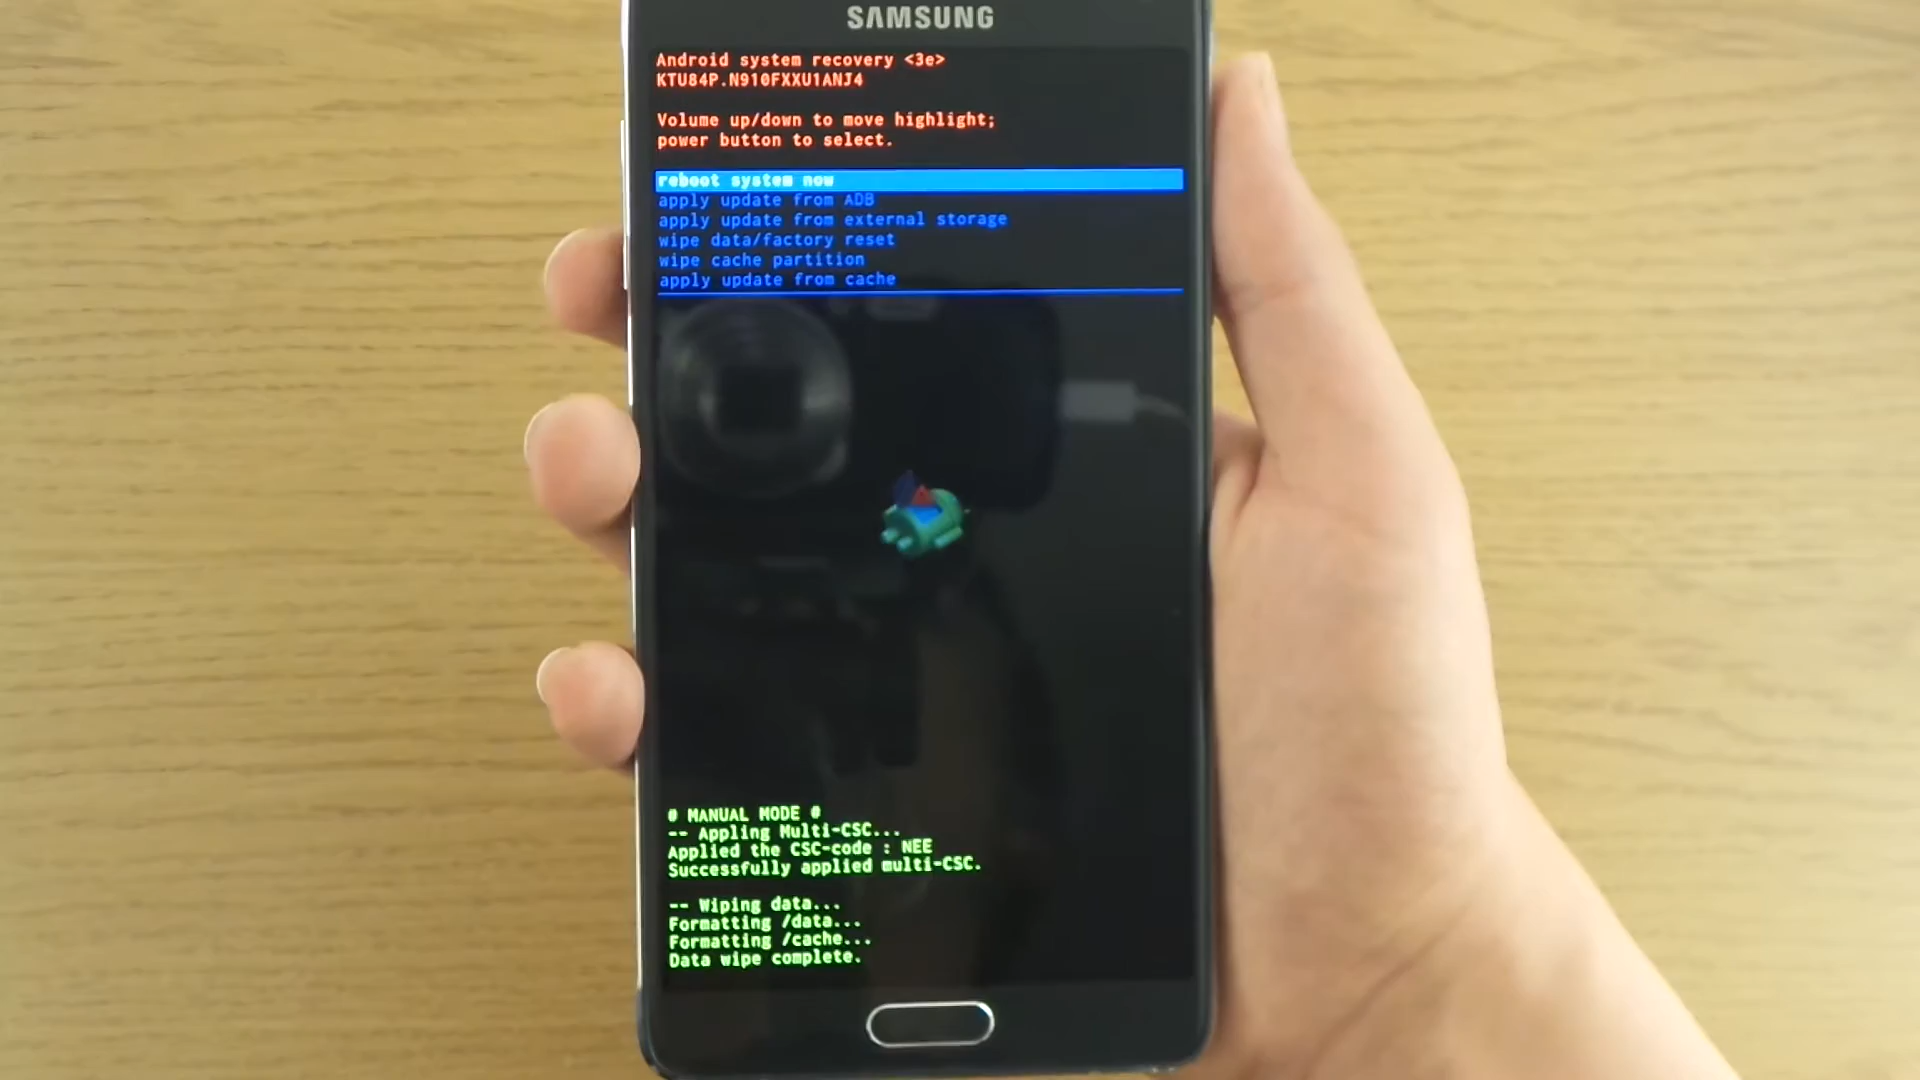 SAMSUNG
Android system recovery <3e>
KTU84P.N910FXXU1ANJ4
Volume up/down to move highlight;
power button to select.
reboot system now
apply update from ADB
apply update from external storage
wipe data/factory reset
wipe cache partition
apply update from cache
# MANUAL MODE #
-- Appling Multi-CSC...
Applied the CSC-code : NEE
Successfully applied multi-CSC.
-- Wiping data...
Formatting /data...
Formatting /cache...
Data wipe complete.